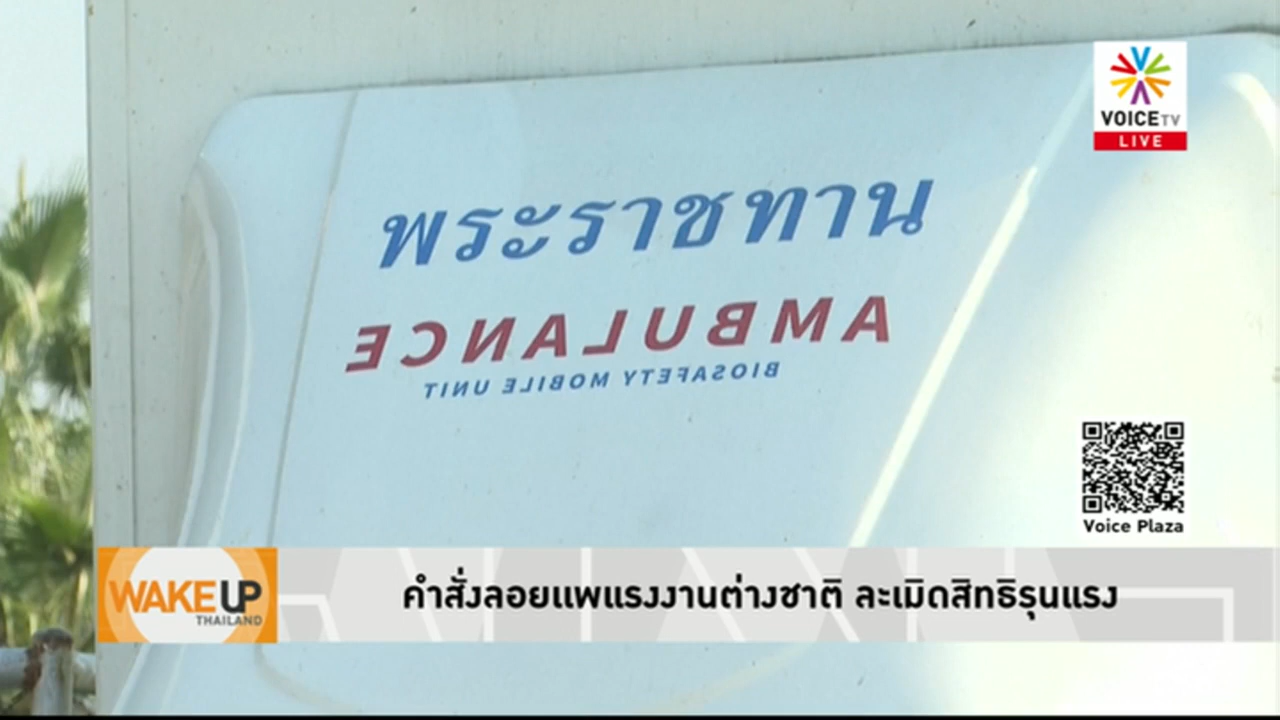 VOICE TV
LIVE
พระราชทาน
AMBULANCE
BIOSAFETY MOBILE UNIT
Voice Plaza
WAKE UP
THAILAND
คำสั่งลอยแพแรงงานต่างชาติ ละเมิดสิทธิรุนแรง